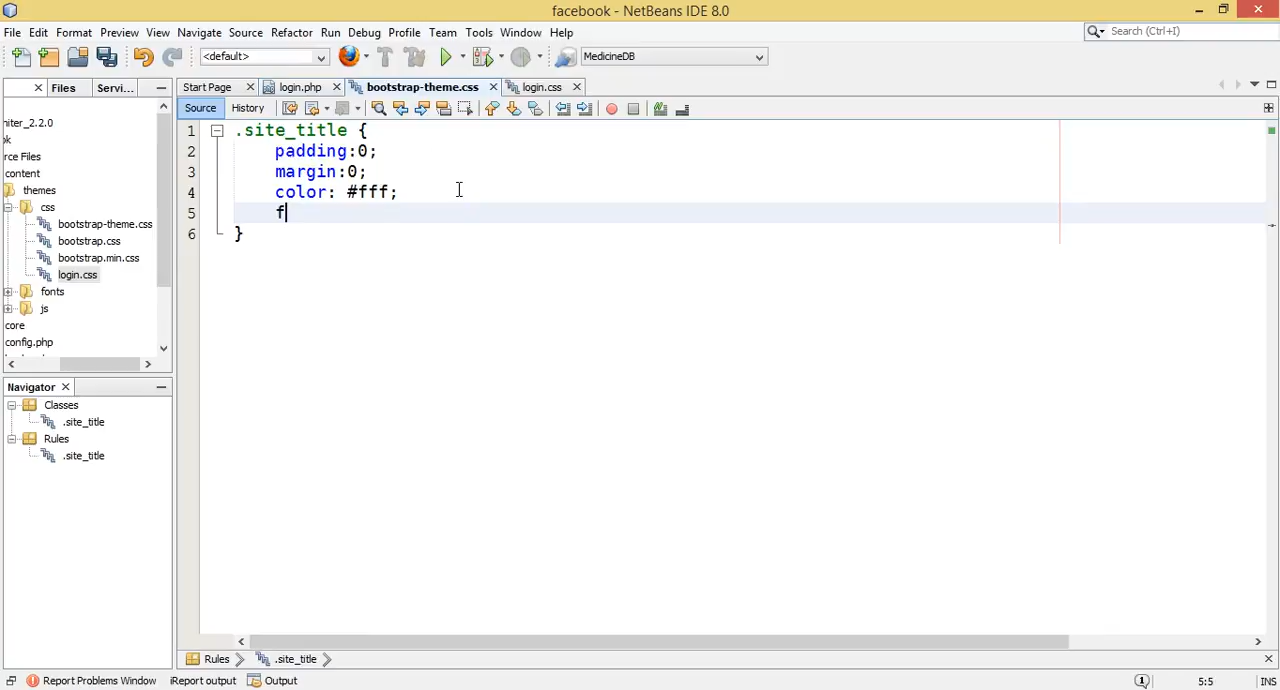 facebook - NetBeans IDE 8.0
File Edit Format Preview View Navigate Source Refactor Run Debug Profile Team Tools Window Help
Search (Ctrl+I)
<default>
MedicineDB
Files Servi...
Start Page login.php bootstrap-theme.css login.css
Source History
niter_2.2.0
ok
rce Files
content
themes
css
bootstrap-theme.css
bootstrap.css
bootstrap.min.css
login.css
fonts
js
core
config.php
1 .site_title {
2 padding:0;
3 margin:0;
4 color: #fff;
5 f
6 }
Navigator
Classes
.site_title
Rules
.site_title
Rules .site_title
Report Problems Window iReport output Output
5:5 INS